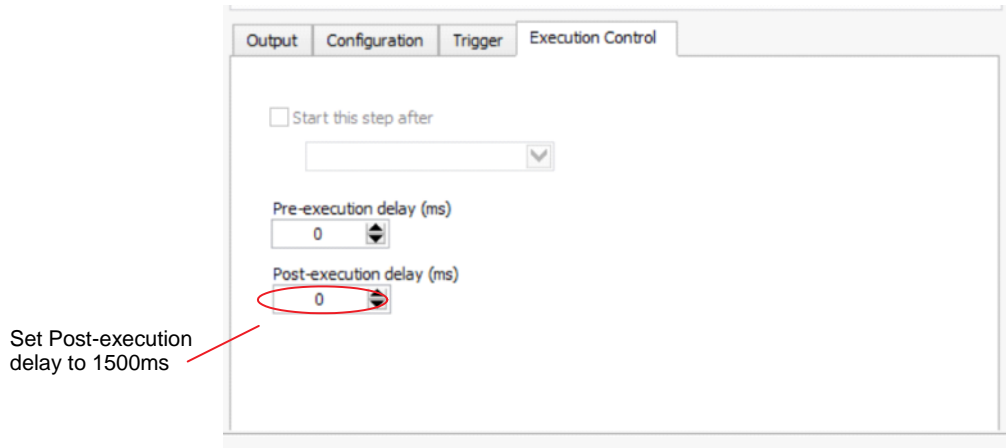 Output Configuration Trigger Execution Control
Start this step after
Pre-execution delay (ms)
0
Post-execution delay (ms)
0
Set Post-execution
delay to 1500ms